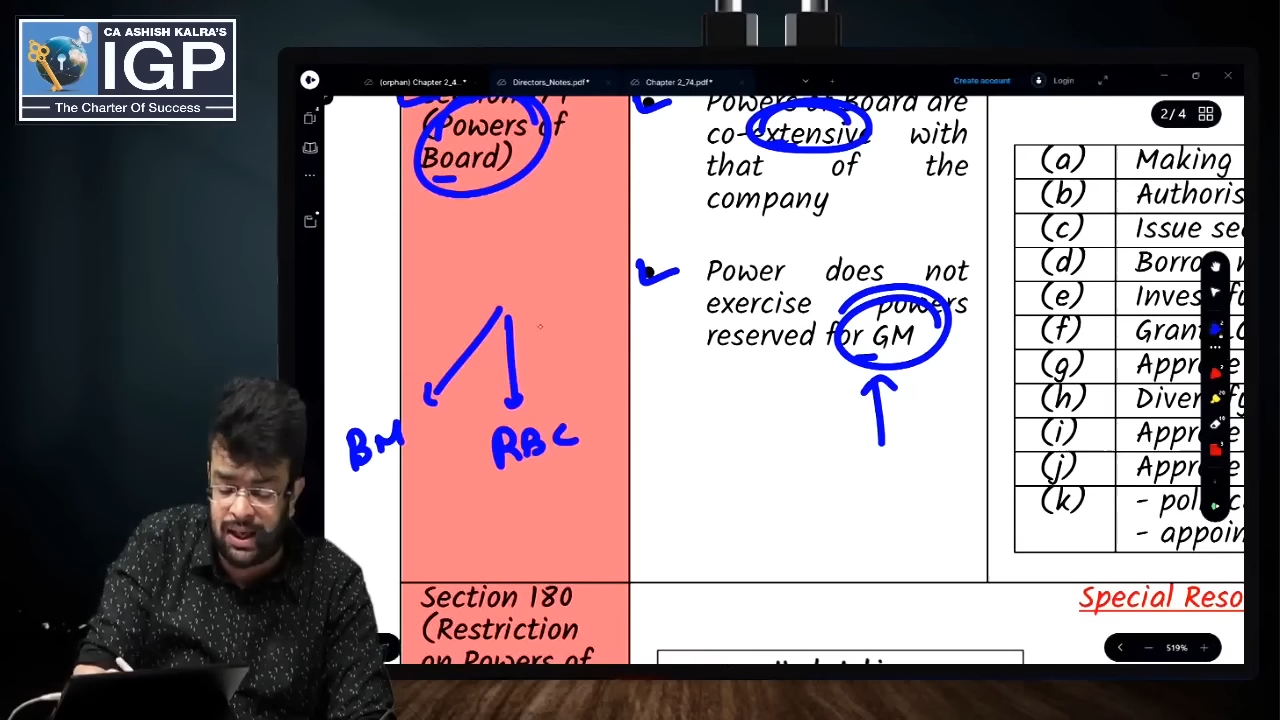 CA ASHISH KALRA'S
IGP
The Charter Of Success
(orphan) Chapter 2_4...*
Directors_Notes.pdf*
Chapter 2_74.pdf*
Create account
Login
2/4
(Powers of
Board)
BM
RBC
Powers of Board are
co-extensive with
that of the
company
Power does not
exercise powers
reserved for GM
(a) Making
(b) Authoris
(c) Issue se
(d) Borro
(e) Inves
(f) Grant
(g) Appr
(h) Diver
(i) Appr
(j) Appr
(k) - pol
- appoin
Section 180
(Restriction
on Powers of
Special Reso
519%